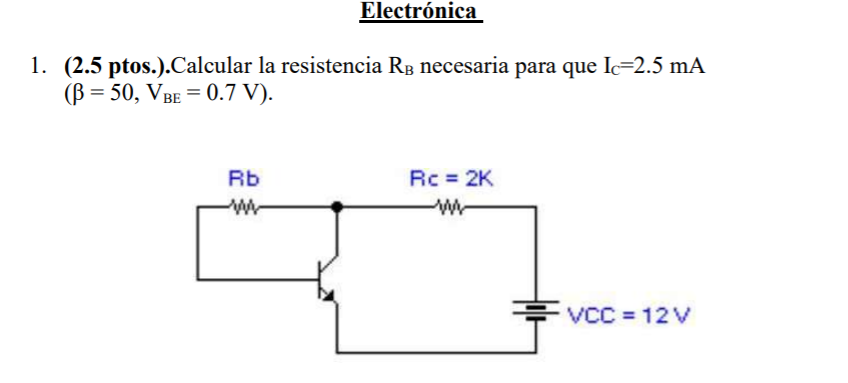 Electrónica
1. (2.5 ptos.).Calcular la resistencia RB necesaria para que IC=2.5 mA
(β = 50, VBE = 0.7 V).
Rb
Rc = 2K
VCC = 12 V